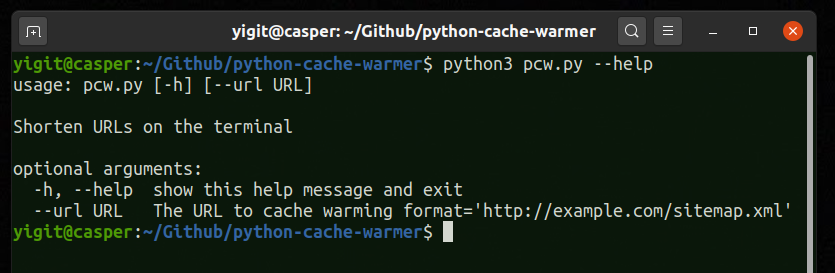 yigit@casper: ~/Github/python-cache-warmer
yigit@casper:~/Github/python-cache-warmer$ python3 pcw.py --help
usage: pcw.py [-h] [--url URL]
Shorten URLs on the terminal
optional arguments:
  -h, --help  show this help message and exit
  --url URL   The URL to cache warming format='http://example.com/sitemap.xml'
yigit@casper:~/Github/python-cache-warmer$